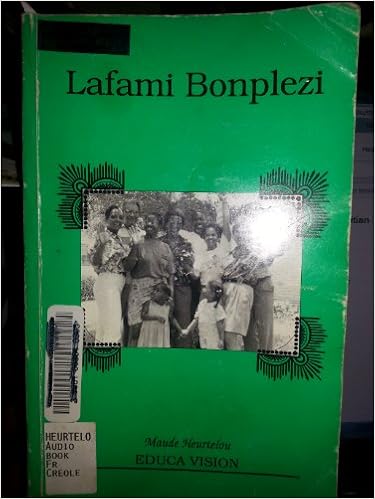 Lafami Bonplezi
HEURTELO
AUDIO
BOOK
FR
CREOLE
Maude Heurtelou
EDUCA VISION